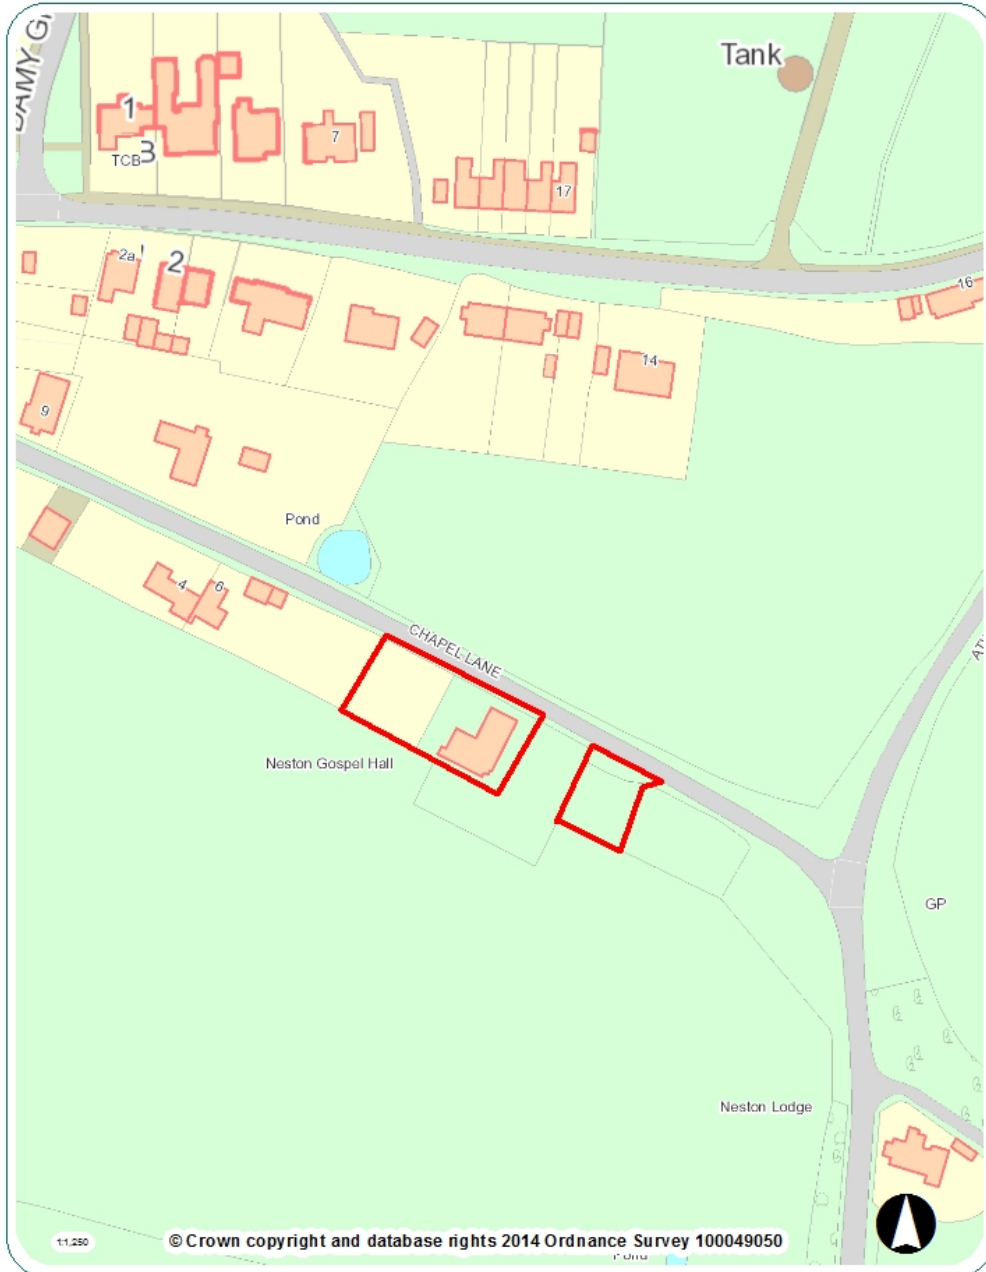 Tank
1
3
TCB
7
17
2a
2
16
14
9
Pond
4
6
CHAPEL LANE
Neston Gospel Hall
GP
Neston Lodge
1:1,250
© Crown copyright and database rights 2014 Ordnance Survey 100049050